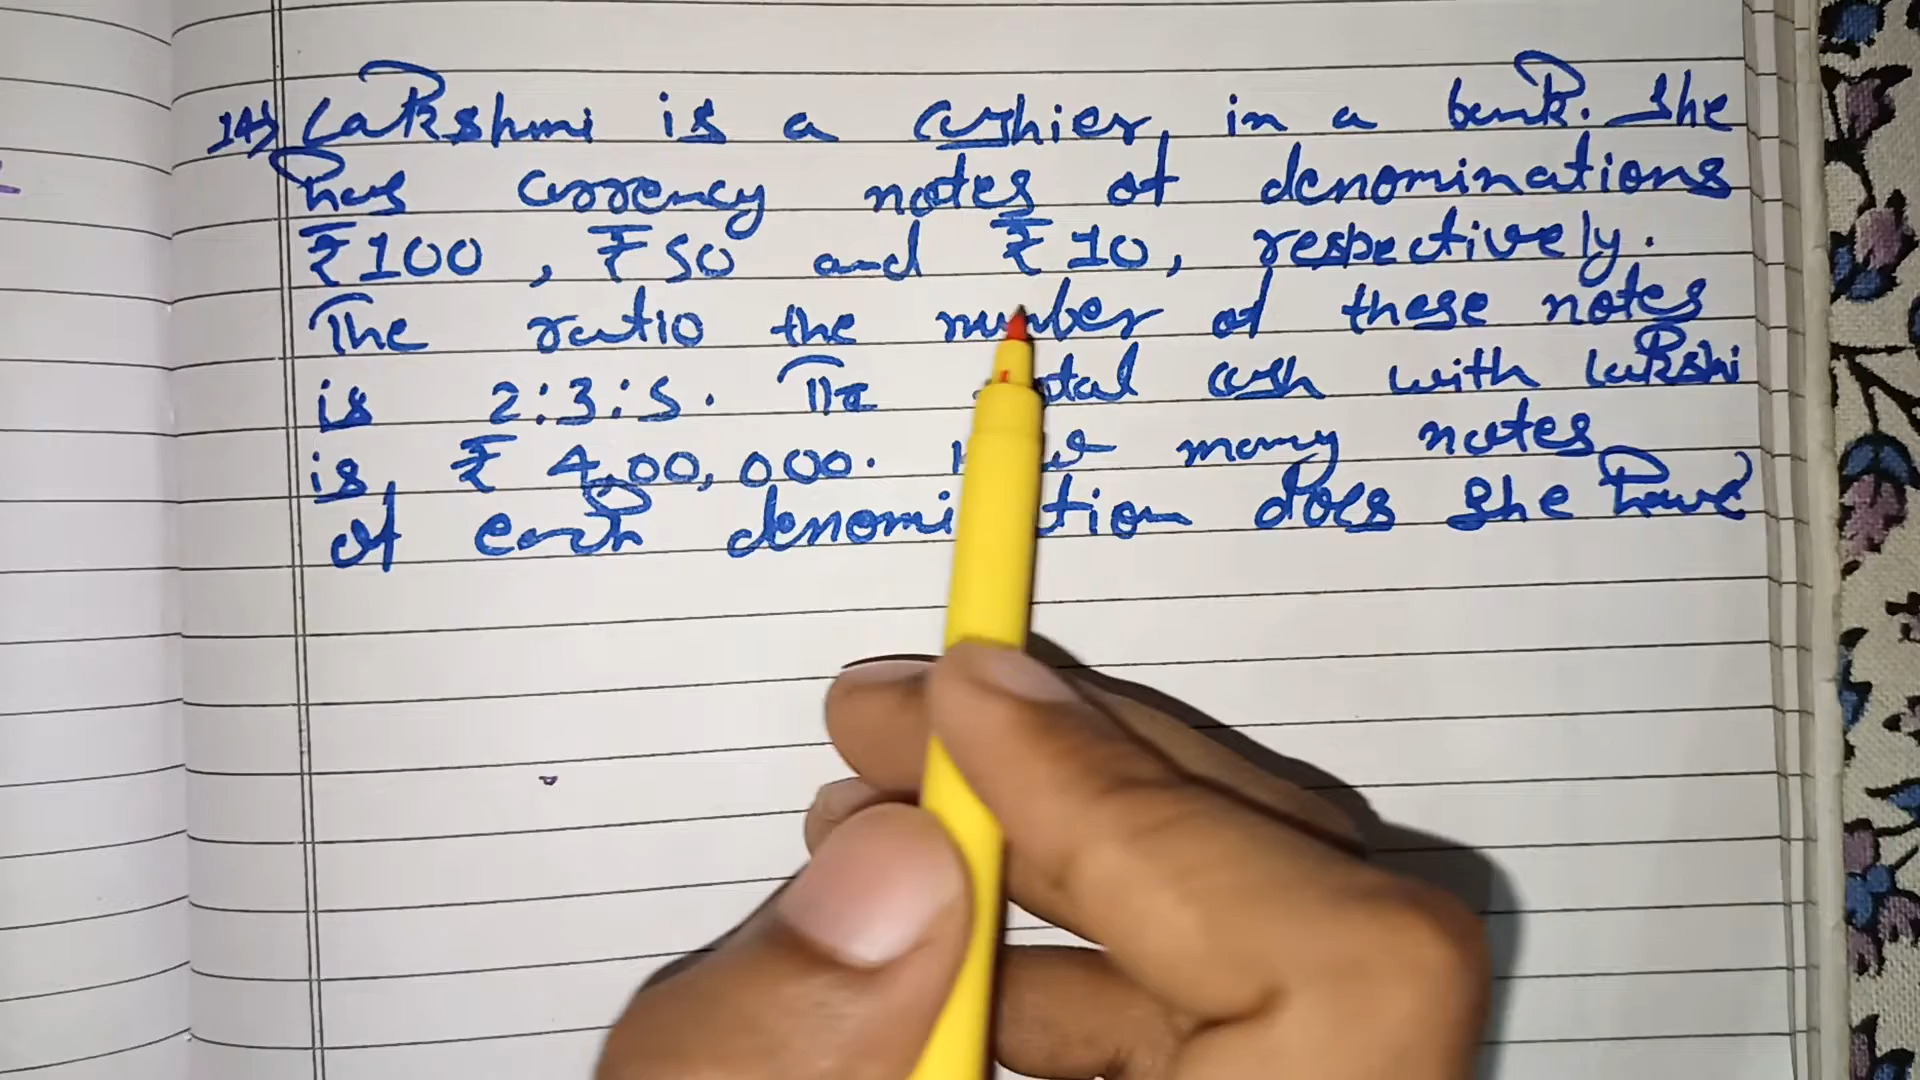 14) Lakshmi is a cashier in a bank. She
has currency notes of denominations
₹100, ₹50 and ₹10, respectively.
The ratio the number of these notes
is 2:3:5. The total cash with Lakshi
is ₹ 4,00,000. many notes
of each denomination does she have?